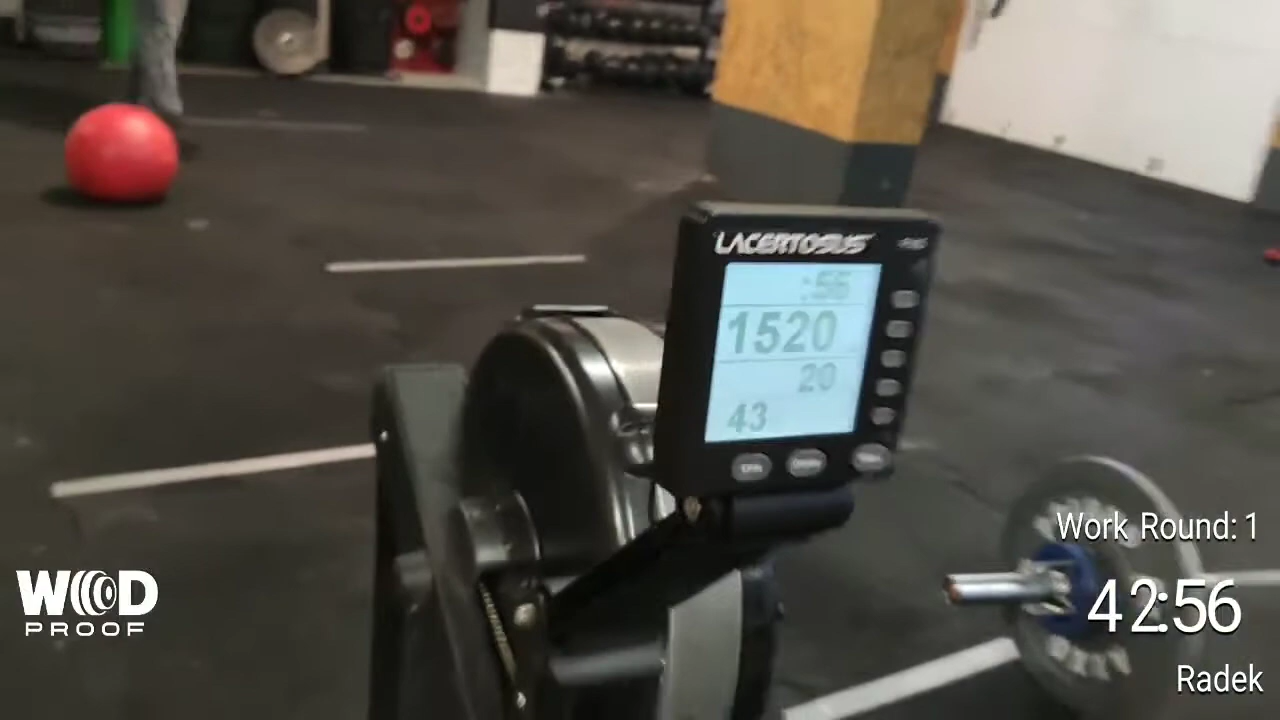 LACERTOSUS
:56
1520
20
43
Work Round: 1
42:56
Radek
WOD
PROOF